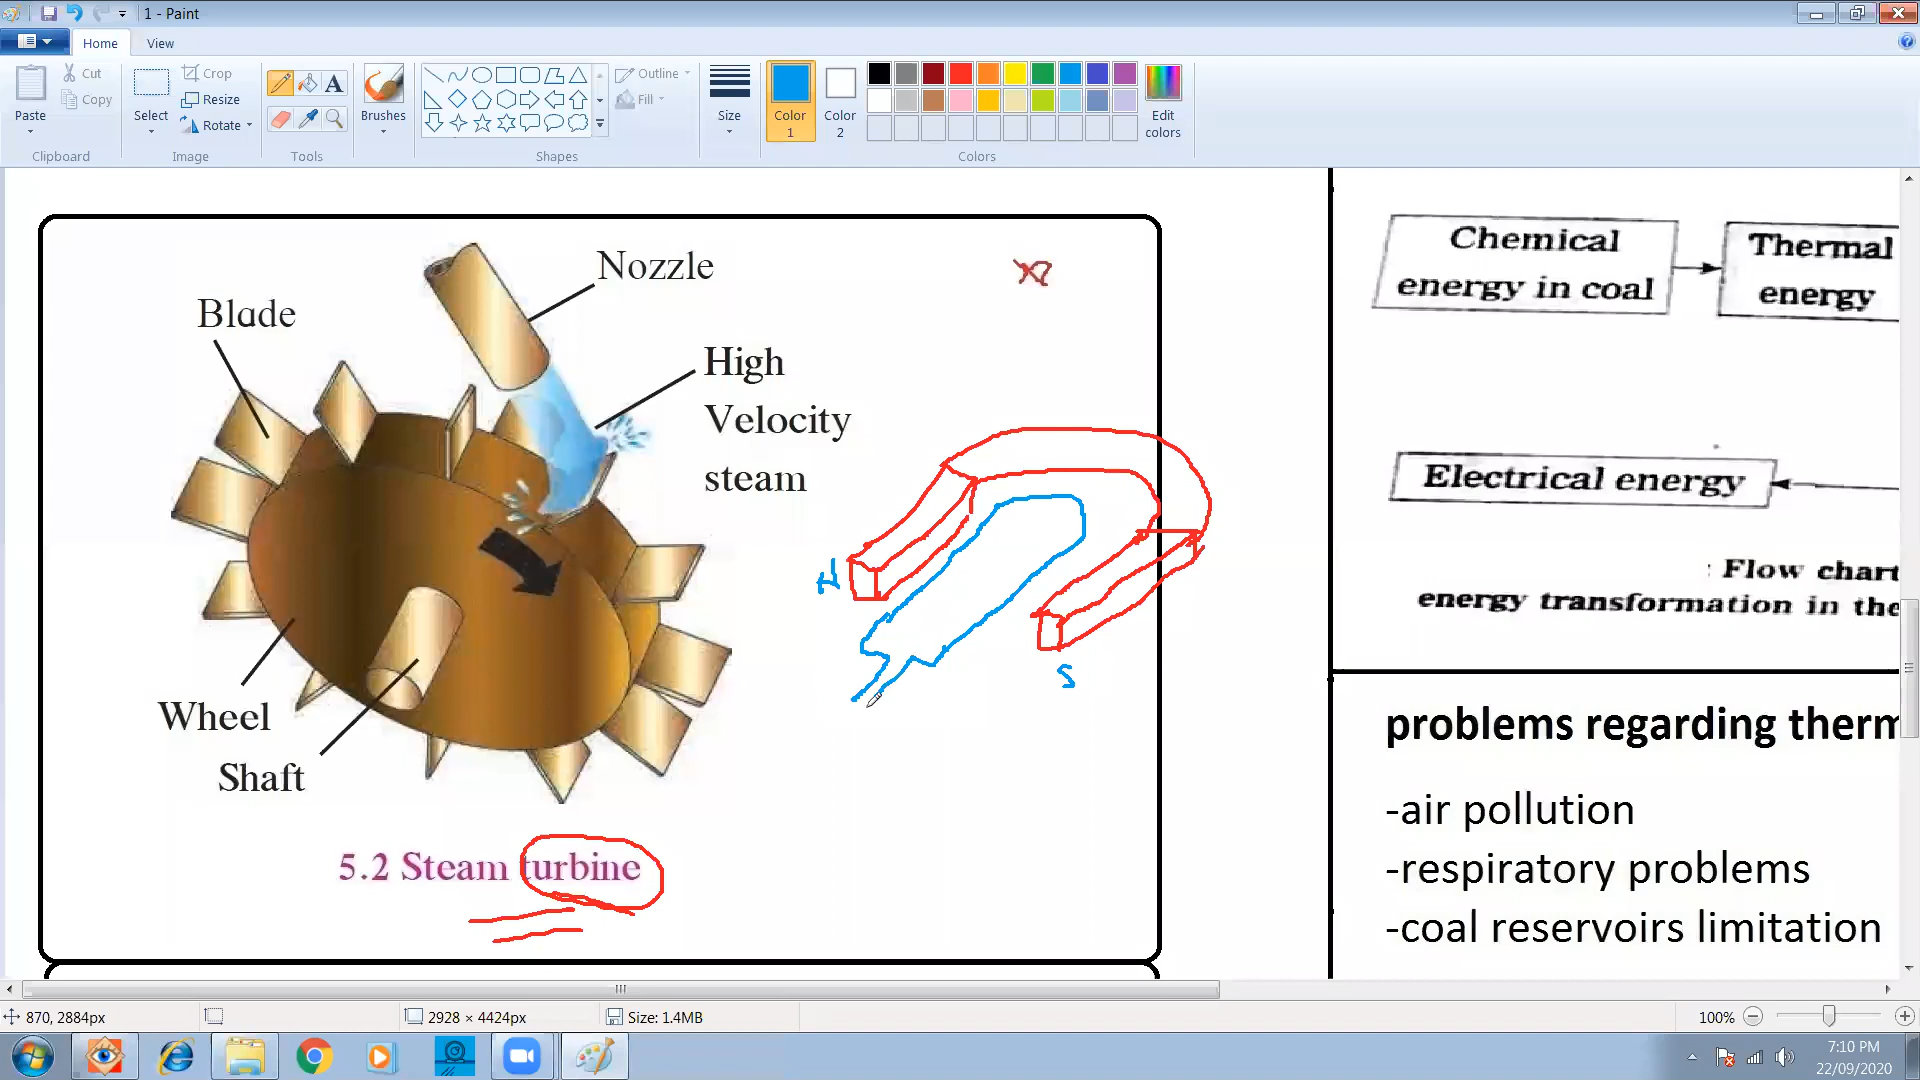 1 - Paint
Home
View
Paste
Cut
Copy
Clipboard
Select
Crop
Resize
Rotate
Image
Tools
Brushes
Shapes
Outline
Fill
Size
Color 1
Color 2
Edit colors
Colors
Nozzle
Blade
High
Velocity
steam
Wheel
Shaft
5.2 Steam turbine
N
S
Chemical
energy in coal
Thermal
energy
Electrical energy
: Flow chart
energy transformation in the
problems regarding therm
-air pollution
-respiratory problems
-coal reservoirs limitation
870, 2884px
2928 × 4424px
Size: 1.4MB
100%
7:10 PM
22/09/2020